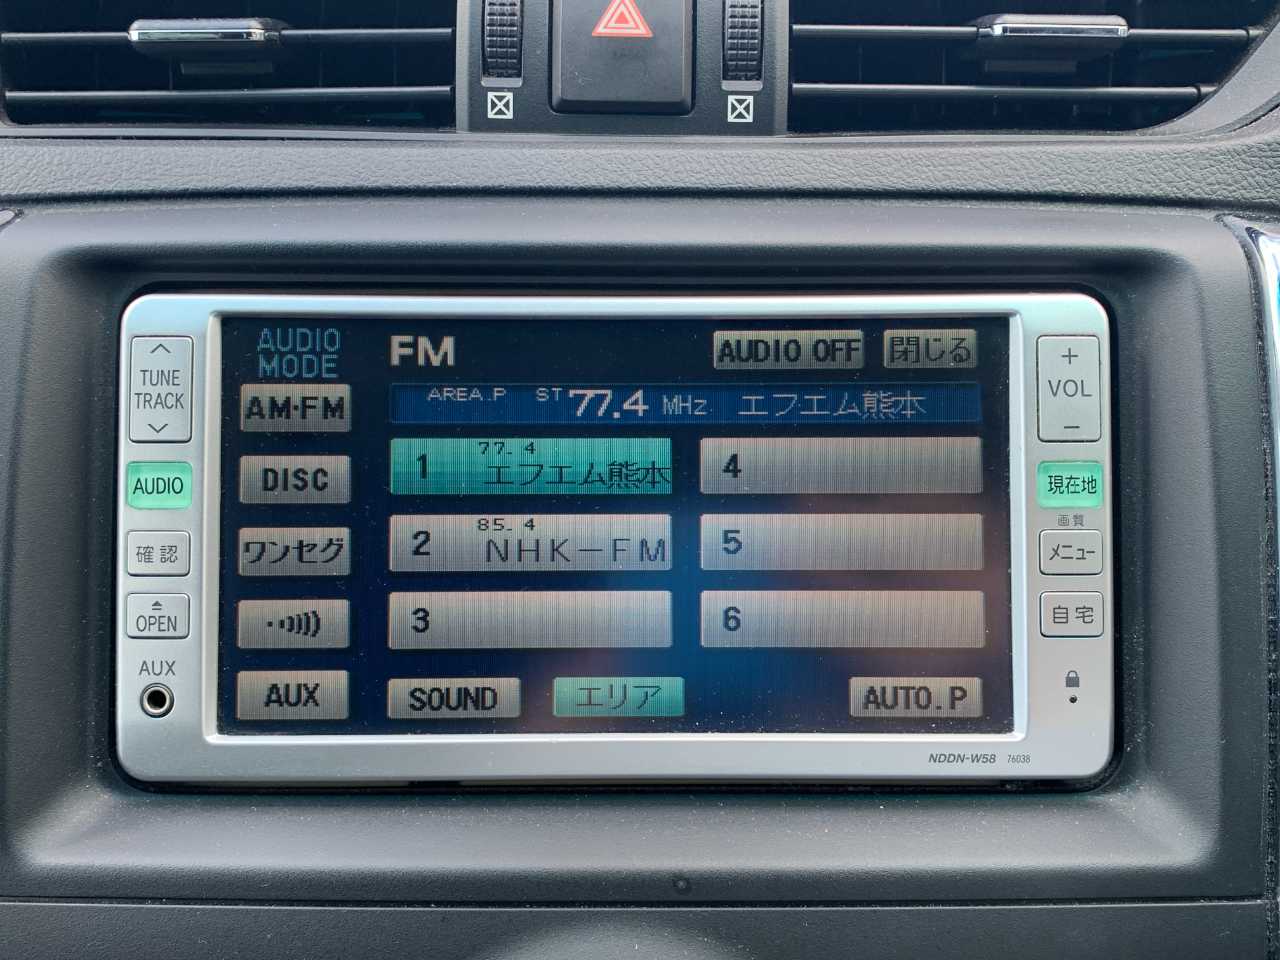 AUDIO
MODE
FM
AUDIO OFF
閉じる
TUNE
TRACK
AM・FM
AREA.P ST 77.4 MHz エフエム熊本
+
VOL
−
1 77.4 エフエム熊本
4
AUDIO
DISC
現在地
画質
確認
ワンセグ
2 85.4 NHK−FM
5
メニュー
OPEN
3
6
自宅
AUX
AUX
SOUND
エリア
AUTO.P
NDDN-W58 76038